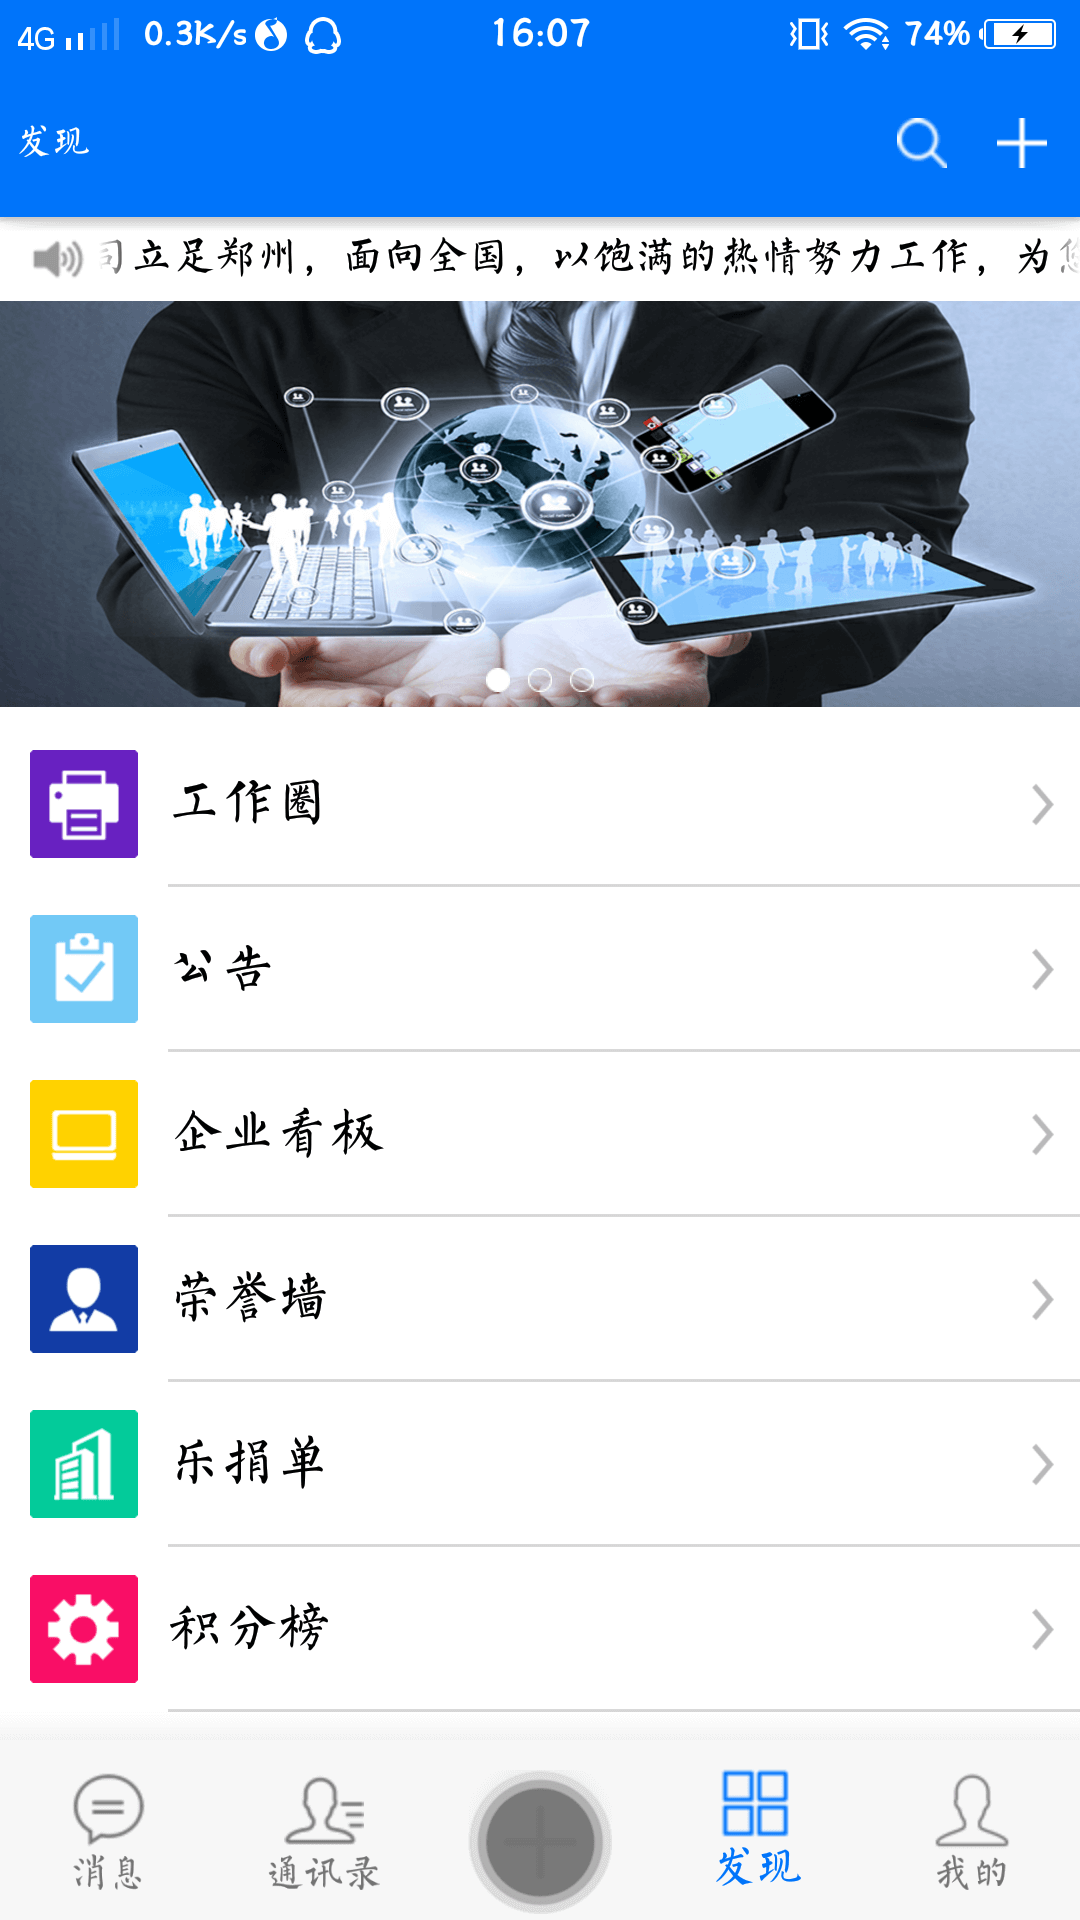 4G 0.3K/s 16:07 74%
发现
司立足郑州，面向全国，以饱满的热情努力工作，为您
工作圈
公告
企业看板
荣誉墙
乐捐单
积分榜
消息 通讯录 发现 我的